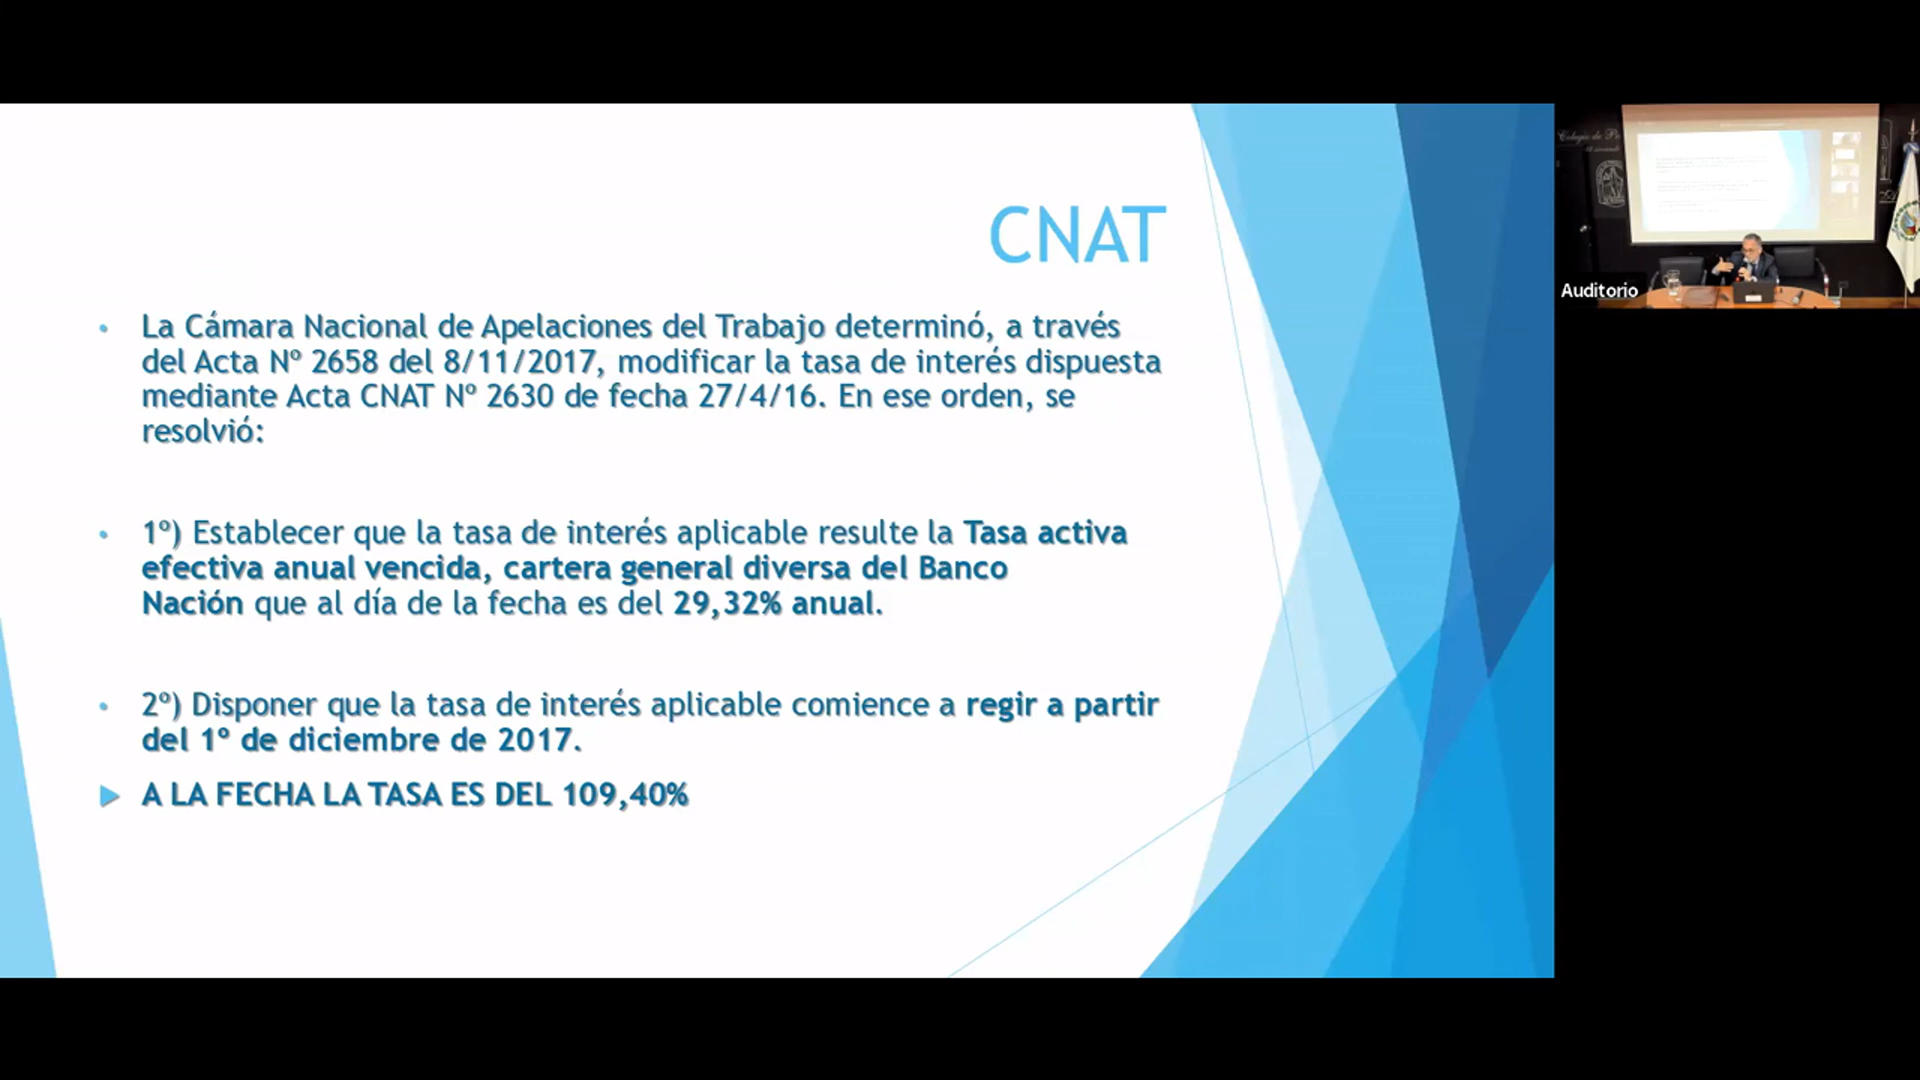 CNAT
• La Cámara Nacional de Apelaciones del Trabajo determinó, a través
del Acta Nº 2658 del 8/11/2017, modificar la tasa de interés dispuesta
mediante Acta CNAT Nº 2630 de fecha 27/4/16. En ese orden, se
resolvió:
• 1º) Establecer que la tasa de interés aplicable resulte la Tasa activa
efectiva anual vencida, cartera general diversa del Banco
Nación que al día de la fecha es del 29,32% anual.
• 2º) Disponer que la tasa de interés aplicable comience a regir a partir
del 1º de diciembre de 2017.
A LA FECHA LA TASA ES DEL 109,40%
Colegio de
Auditorio